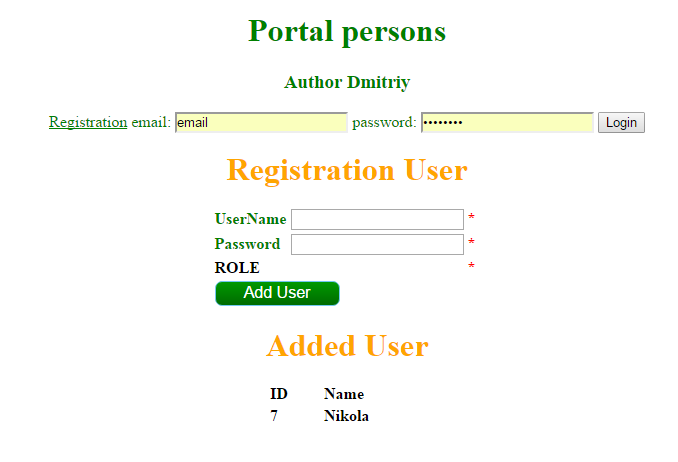 Portal persons
Author Dmitriy
Registration email: email password: •••••••• Login
Registration User
UserName *
Password *
ROLE *
Add User
Added User
ID Name
7 Nikola